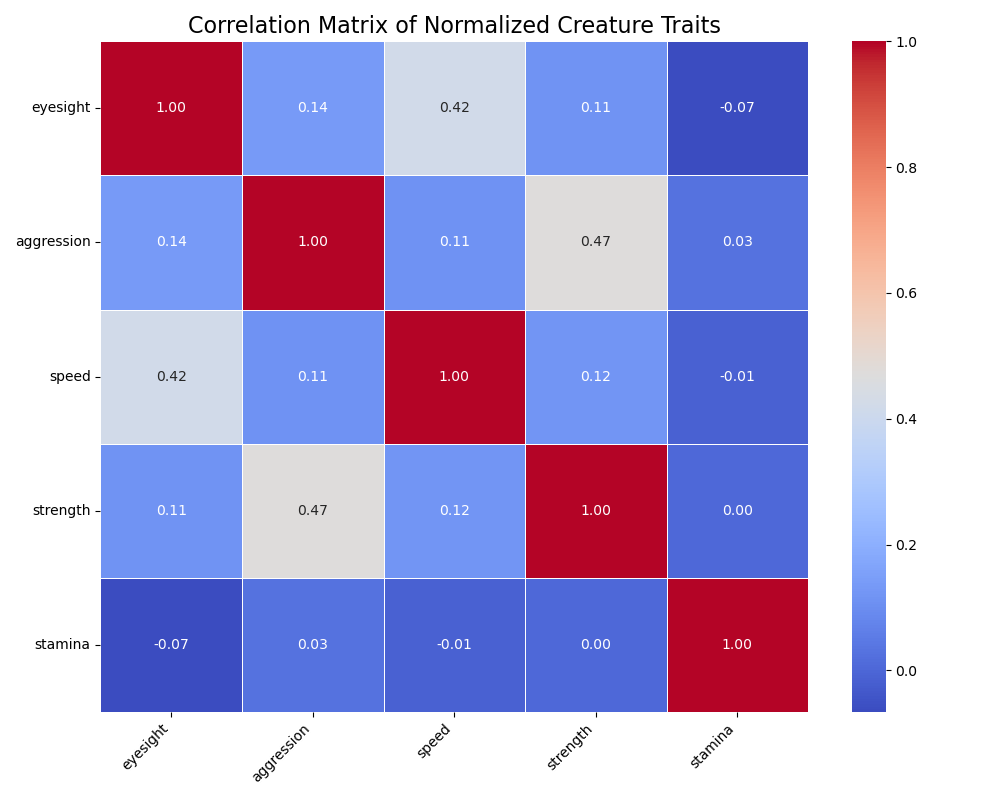 Correlation Matrix of Normalized Creature Traits
eyesight 1.00 0.14 0.42 0.11 -0.07
aggression 0.14 1.00 0.11 0.47 0.03
speed 0.42 0.11 1.00 0.12 -0.01
strength 0.11 0.47 0.12 1.00 0.00
stamina -0.07 0.03 -0.01 0.00 1.00
eyesight aggression speed strength stamina
1.0
0.8
0.6
0.4
0.2
0.0